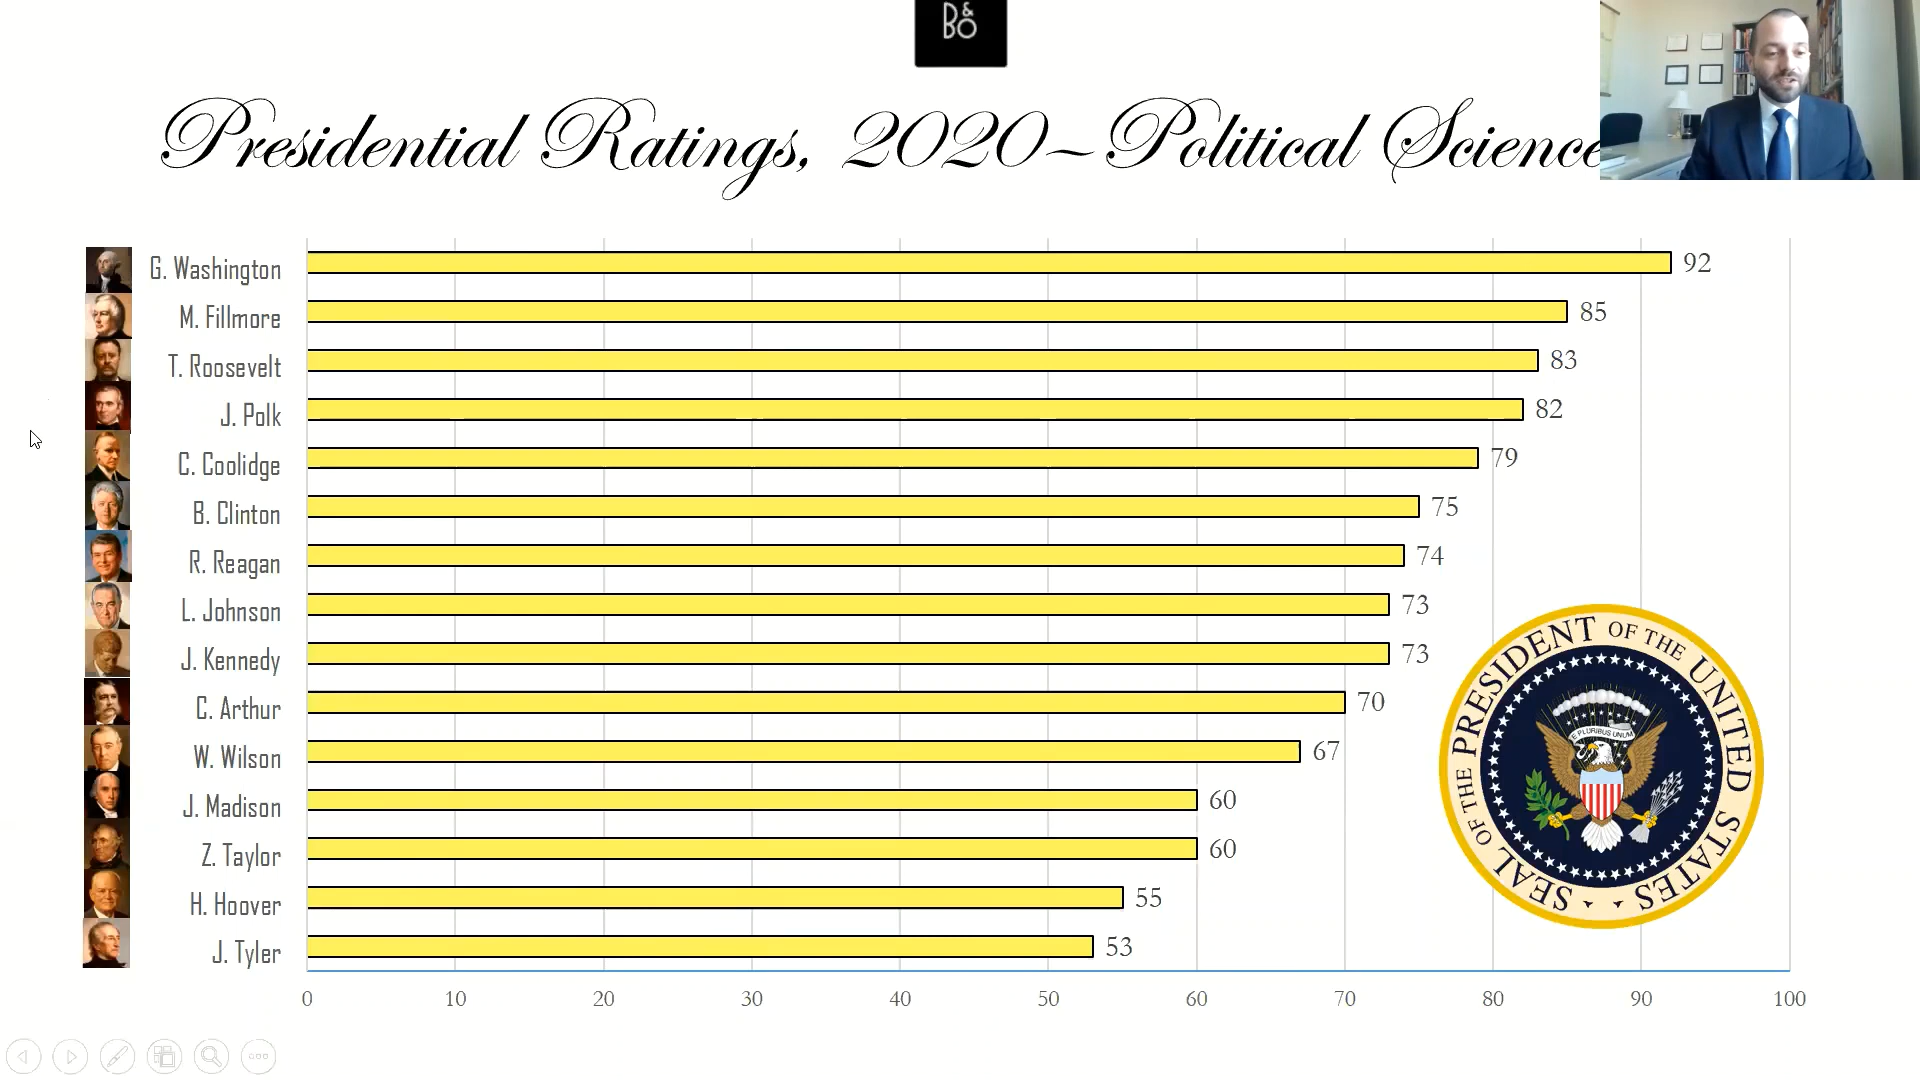 B&O
Presidential Ratings, 2020–Political Science
G. Washington 92
M. Fillmore 85
T. Roosevelt 83
J. Polk 82
C. Coolidge 79
B. Clinton 75
R. Reagan 74
L. Johnson 73
J. Kennedy 73
C. Arthur 70
W. Wilson 67
J. Madison 60
Z. Taylor 60
H. Hoover 55
J. Tyler 53
0 10 20 30 40 50 60 70 80 90 100
SEAL OF THE PRESIDENT OF THE UNITED STATES
E PLURIBUS UNUM